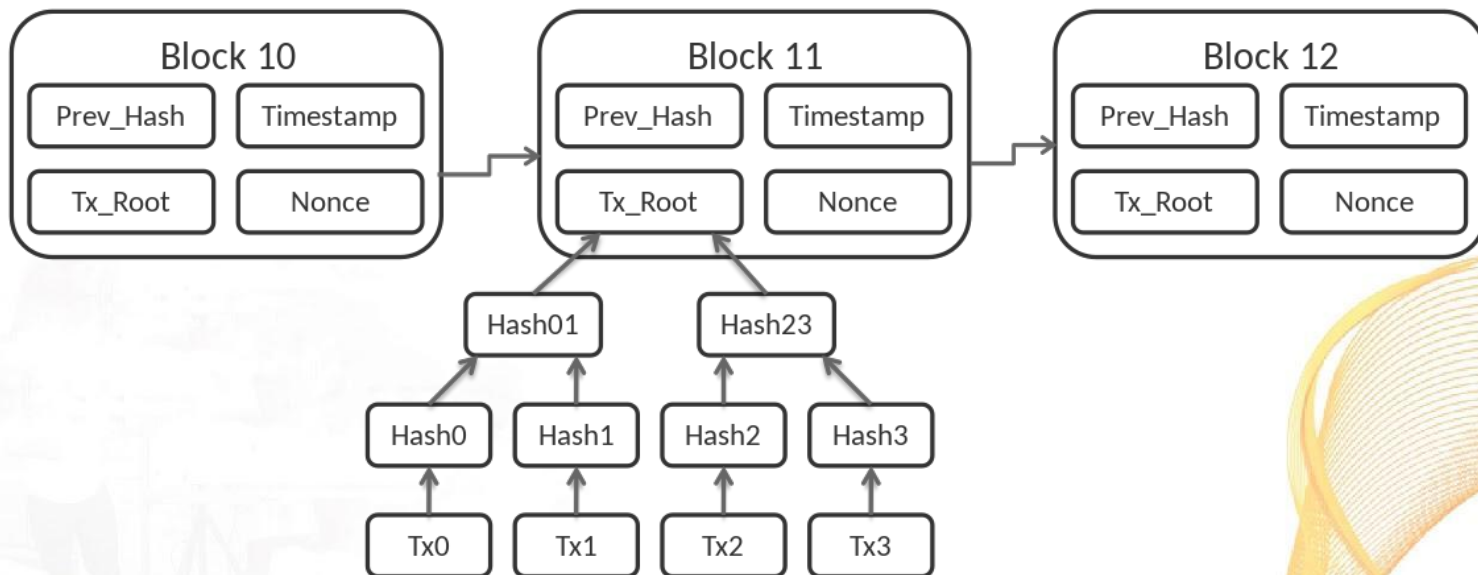 Block 10
Block 11
Block 12
Prev_Hash Timestamp
Prev_Hash Timestamp
Prev_Hash Timestamp
Tx_Root Nonce
Tx_Root Nonce
Tx_Root Nonce
Hash01 Hash23
Hash0 Hash1 Hash2 Hash3
Tx0 Tx1 Tx2 Tx3